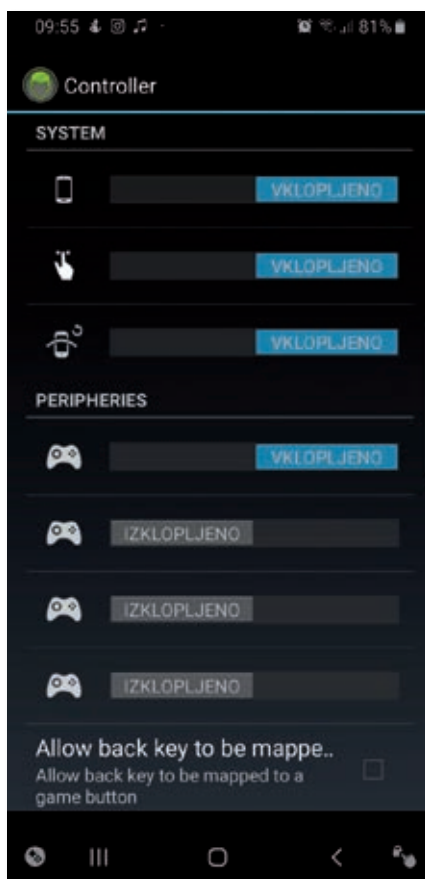 09:55
81%
Controller
SYSTEM
VKLOPLJENO
VKLOPLJENO
VKLOPLJENO
PERIPHERIES
VKLOPLJENO
IZKLOPLJENO
IZKLOPLJENO
IZKLOPLJENO
Allow back key to be mappe..
Allow back key to be mapped to a
game button